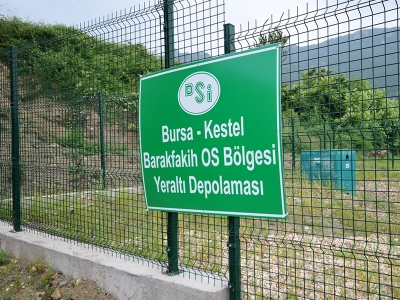 DSİ
Bursa - Kestel
Barakfakih OS Bölgesi
Yeraltı Depolaması